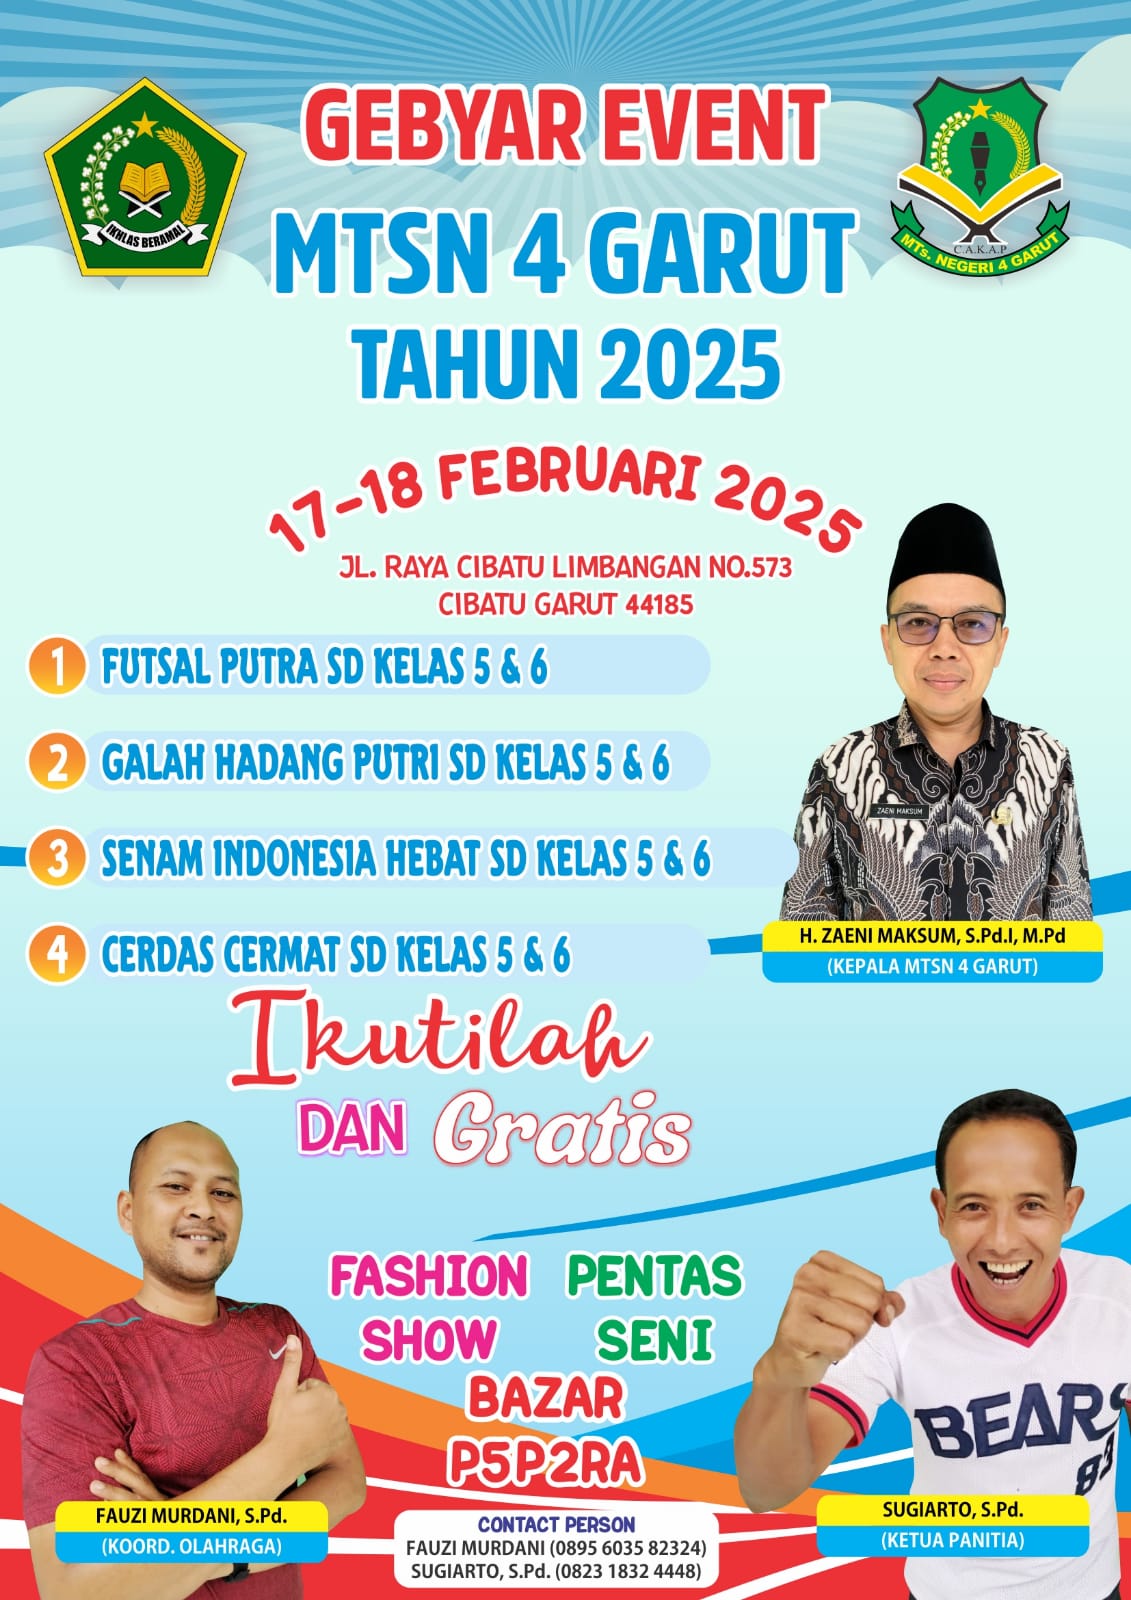 GEBYAR EVENT
MTSN 4 GARUT
TAHUN 2025
IKHLAS BERAMAL
C.A.K.A.P
MTs. NEGERI 4 GARUT
17-18 FEBRUARI 2025
JL. RAYA CIBATU LIMBANGAN NO.573
CIBATU GARUT 44185
1 FUTSAL PUTRA SD KELAS 5 & 6
2 GALAH HADANG PUTRI SD KELAS 5 & 6
3 SENAM INDONESIA HEBAT SD KELAS 5 & 6
4 CERDAS CERMAT SD KELAS 5 & 6
ZAENI MAKSUM
H. ZAENI MAKSUM, S.Pd.I, M.Pd
(KEPALA MTSN 4 GARUT)
Ikutilah
DAN Gratis
FASHION
SHOW
PENTAS
SENI
BAZAR
P5P2RA
BEARS
83
FAUZI MURDANI, S.Pd.
(KOORD. OLAHRAGA)
CONTACT PERSON
FAUZI MURDANI (0895 6035 82324)
SUGIARTO, S.Pd. (0823 1832 4448)
SUGIARTO, S.Pd.
(KETUA PANITIA)